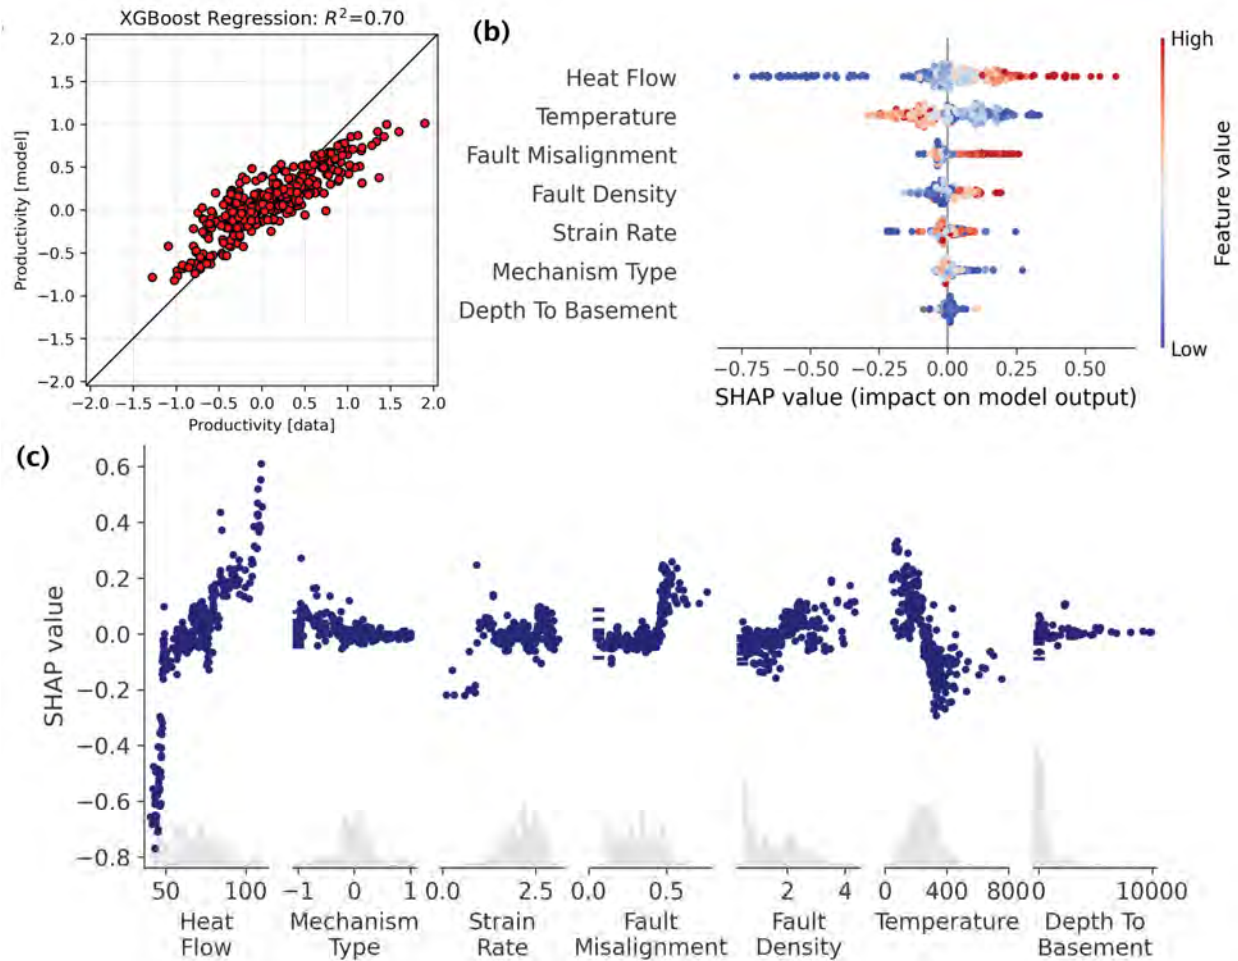 XGBoost Regression: R²=0.70
2.0
1.5
1.0
0.5
0.0
−0.5
−1.0
−1.5
−2.0
Productivity [model]
−2.0 −1.5 −1.0 −0.5 0.0 0.5 1.0 1.5 2.0
Productivity [data]
(b)
Heat Flow
Temperature
Fault Misalignment
Fault Density
Strain Rate
Mechanism Type
Depth To Basement
−0.75 −0.50 −0.25 0.00 0.25 0.50
SHAP value (impact on model output)
High
Low
Feature value
(c)
0.6
0.4
0.2
0.0
−0.2
−0.4
−0.6
−0.8
SHAP value
50 100
Heat
Flow
−1 0 1
Mechanism
Type
0.0 2.5
Strain
Rate
0.0 0.5
Fault
Misalignment
2 4
Fault
Density
0 400 800
Temperature
0 10000
Depth To
Basement